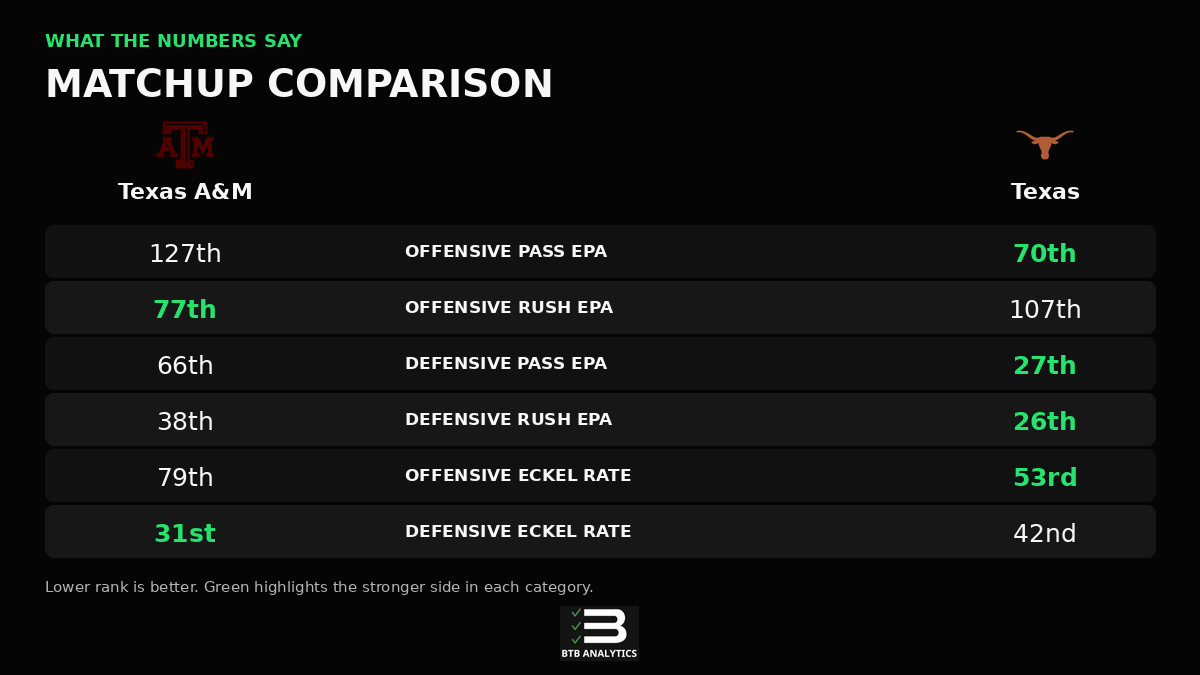 WHAT THE NUMBERS SAY
MATCHUP COMPARISON
ATM
Texas A&M
Texas
127th OFFENSIVE PASS EPA 70th
77th OFFENSIVE RUSH EPA 107th
66th DEFENSIVE PASS EPA 27th
38th DEFENSIVE RUSH EPA 26th
79th OFFENSIVE ECKEL RATE 53rd
31st DEFENSIVE ECKEL RATE 42nd
Lower rank is better. Green highlights the stronger side in each category.
B
BTB ANALYTICS